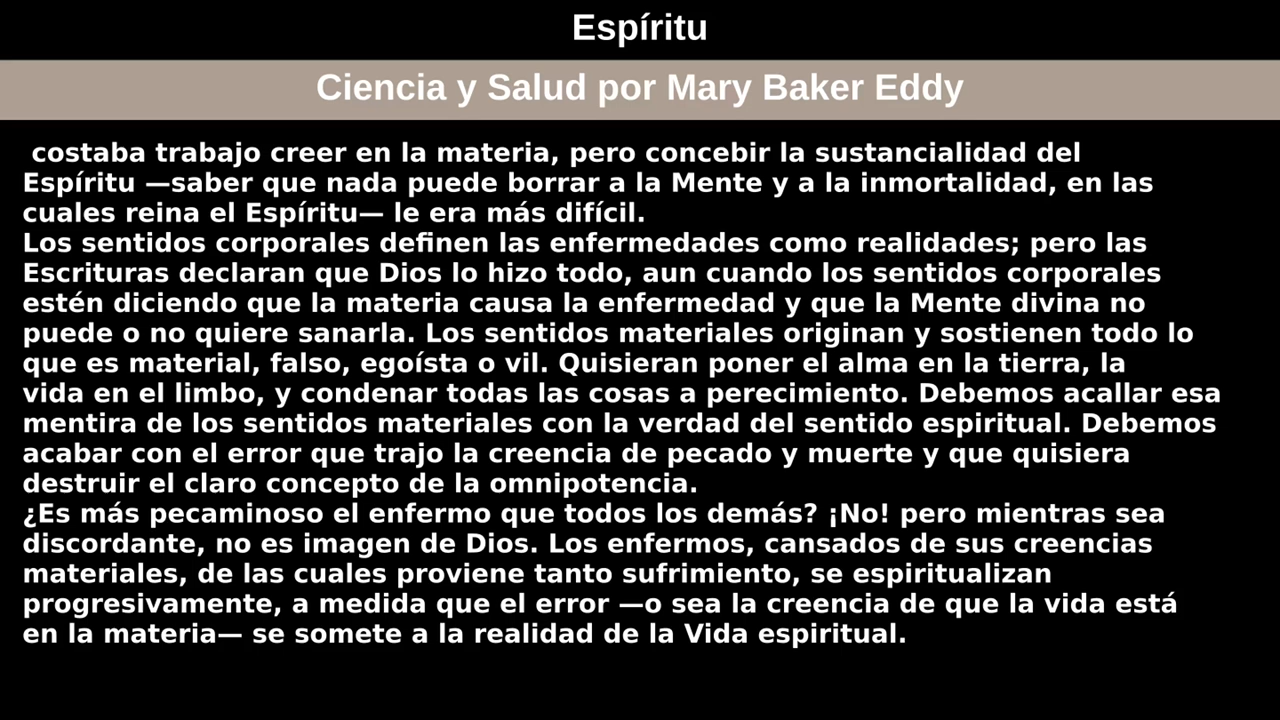 Espíritu
Ciencia y Salud por Mary Baker Eddy
costaba trabajo creer en la materia, pero concebir la sustancialidad del
Espíritu —saber que nada puede borrar a la Mente y a la inmortalidad, en las
cuales reina el Espíritu— le era más difícil.
Los sentidos corporales definen las enfermedades como realidades; pero las
Escrituras declaran que Dios lo hizo todo, aun cuando los sentidos corporales
estén diciendo que la materia causa la enfermedad y que la Mente divina no
puede o no quiere sanarla. Los sentidos materiales originan y sostienen todo lo
que es material, falso, egoísta o vil. Quisieran poner el alma en la tierra, la
vida en el limbo, y condenar todas las cosas a perecimiento. Debemos acallar esa
mentira de los sentidos materiales con la verdad del sentido espiritual. Debemos
acabar con el error que trajo la creencia de pecado y muerte y que quisiera
destruir el claro concepto de la omnipotencia.
¿Es más pecaminoso el enfermo que todos los demás? ¡No! pero mientras sea
discordante, no es imagen de Dios. Los enfermos, cansados de sus creencias
materiales, de las cuales proviene tanto sufrimiento, se espiritualizan
progresivamente, a medida que el error —o sea la creencia de que la vida está
en la materia— se somete a la realidad de la Vida espiritual.